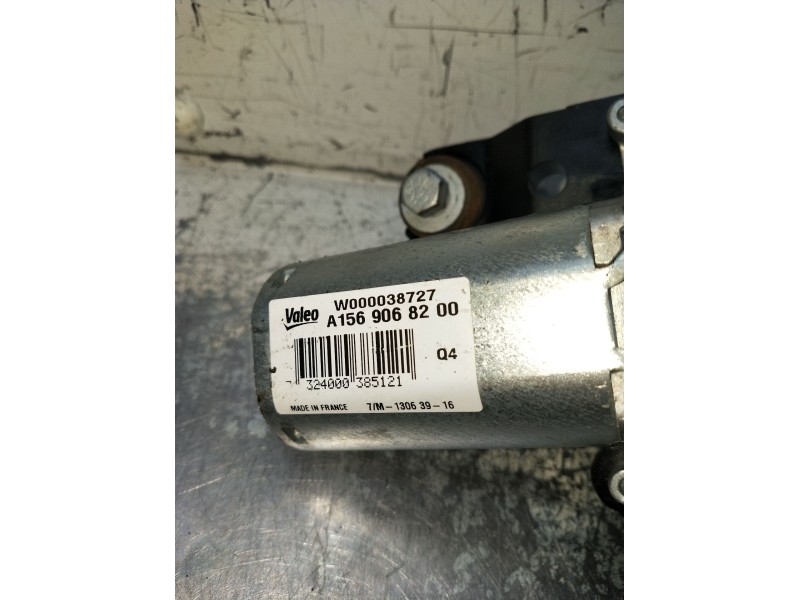 Valeo
W000038727
A156 906 82 00
Q4
324000 385121
MADE IN FRANCE 7/M-1306 39-16